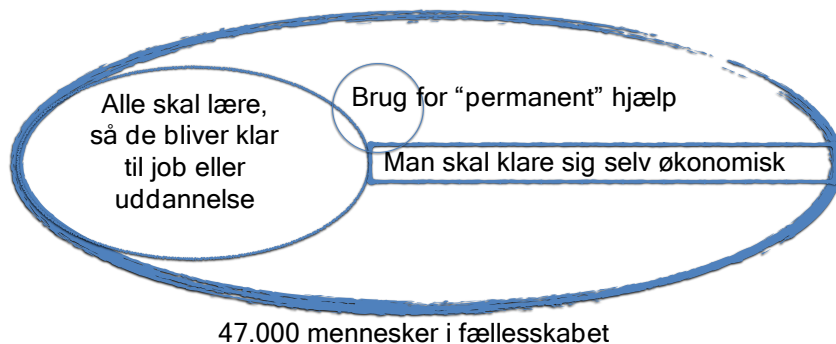 Alle skal lære,
så de bliver klar
til job eller
uddannelse
Brug for “permanent” hjælp
Man skal klare sig selv økonomisk
47.000 mennesker i fællesskabet